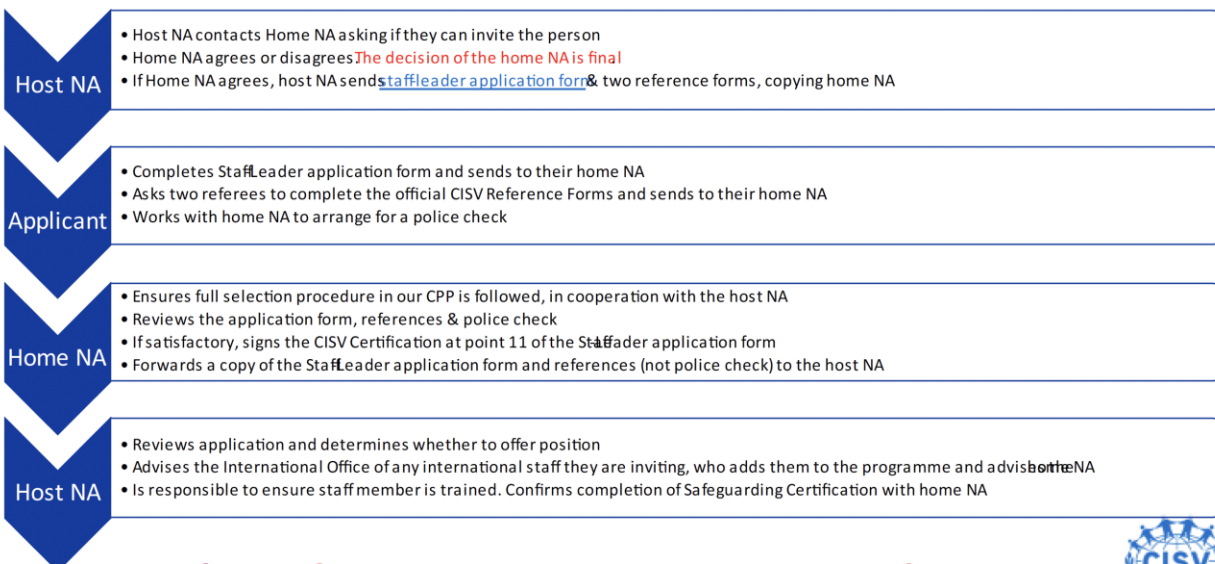 Host NA
• Host NA contacts Home NA asking if they can invite the person
• Home NA agrees or disagrees. The decision of the home NA is final
• If Home NA agrees, host NA sends staff-leader application form & two reference forms, copying home NA
Applicant
• Completes Staff-Leader application form and sends to their home NA
• Asks two referees to complete the official CISV Reference Forms and sends to their home NA
• Works with home NA to arrange for a police check
Home NA
• Ensures full selection procedure in our CPP is followed, in cooperation with the host NA
• Reviews the application form, references & police check
• If satisfactory, signs the CISV Certification at point 11 of the Staff-Leader application form
• Forwards a copy of the Staff-Leader application form and references (not police check) to the host NA
Host NA
• Reviews application and determines whether to offer position
• Advises the International Office of any international staff they are inviting, who adds them to the programme and advises home NA
• Is responsible to ensure staff member is trained. Confirms completion of Safeguarding Certification with home NA
CISV